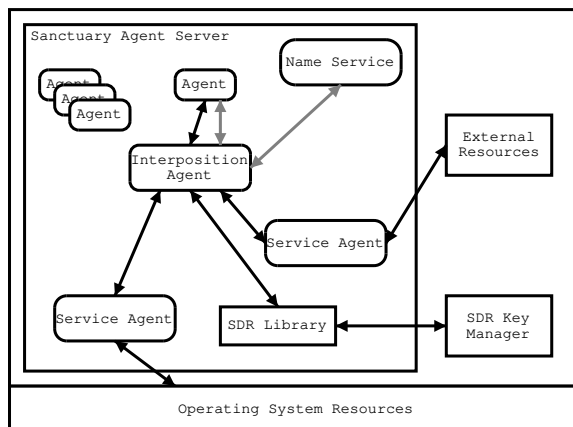 Sanctuary Agent Server
Name Service
Agent
Agent
Agent
Agent
Interposition
Agent
External
Resources
Service Agent
Service Agent
SDR Library
SDR Key
Manager
Operating System Resources